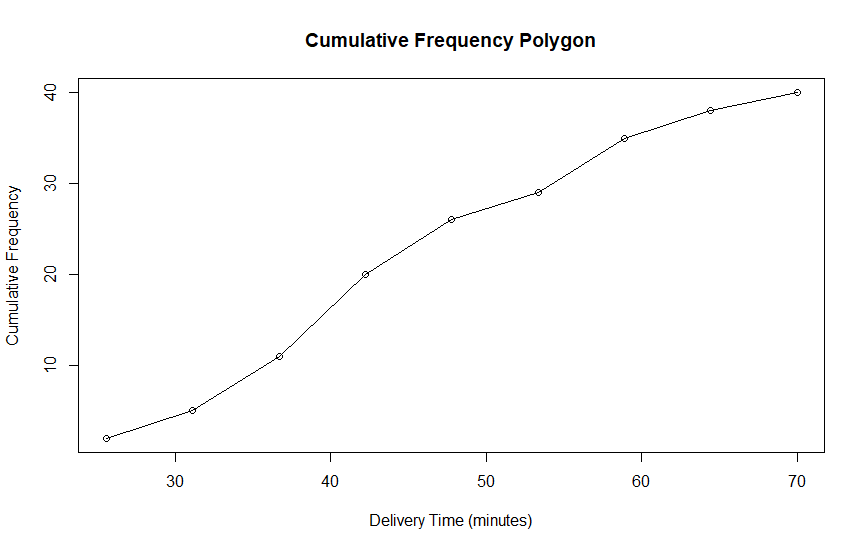 Cumulative Frequency Polygon
Cumulative Frequency
40
30
20
10
30 40 50 60 70
Delivery Time (minutes)